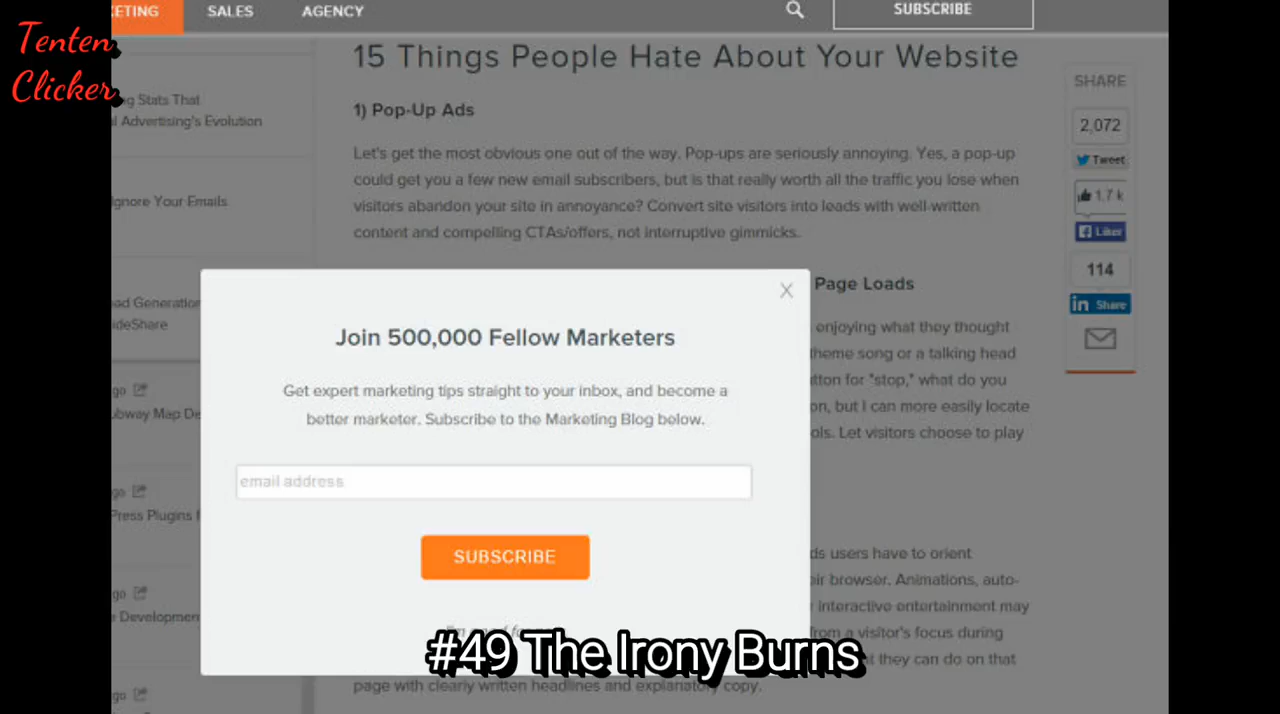 KETING SALES AGENCY SUBSCRIBE
Tenten
Clicker
15 Things People Hate About Your Website
1) Pop-Up Ads
Let's get the most obvious one out of the way. Pop-ups are seriously annoying. Yes, a pop-up
could get you a few new email subscribers, but is that really worth all the traffic you lose when
visitors abandon your site in annoyance? Convert site visitors into leads with well-written
content and compelling CTAs/offers, not interruptive gimmicks.
Stats That
Advertising's Evolution
Ignore Your Emails
Generation
ubway Map
Press Plugins
Development
SHARE
2,072
Tweet
1.7 k
Liker
114
in Share
Page Loads
enjoying what they thought
theme song or a talking head
for "stop," what do you
but I can more easily locate
Let visitors choose to play
Join 500,000 Fellow Marketers
X
Get expert marketing tips straight to your inbox, and become a
better marketer. Subscribe to the Marketing Blog below.
email address
SUBSCRIBE
users have to orient
browser. Animations, auto-
interactive entertainment may
from a visitor's focus during
they can do on that
page with clearly written headlines and explanatory copy.
#49 The Irony Burns